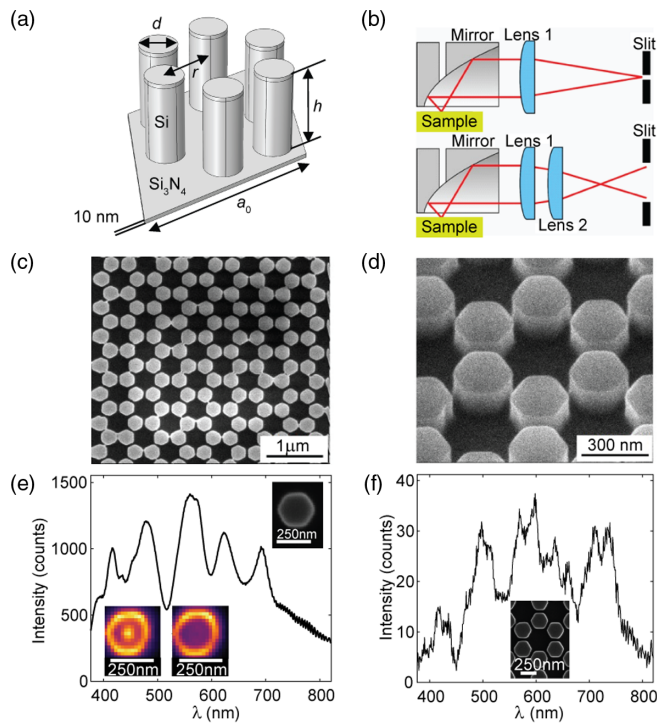 (a)
d
r
Si
h
Si₃N₄
10 nm
a₀
(b)
Mirror Lens 1
Slit
Sample
Slit
Mirror Lens 1
Sample
Lens 2
(c)
1μm
(d)
300 nm
(e)
Intensity (counts)
1500
1000
500
0
400 500 600 700 800
λ (nm)
250nm
250nm 250nm
(f)
Intensity (counts)
40
30
20
10
0
400 500 600 700 800
λ (nm)
250nm